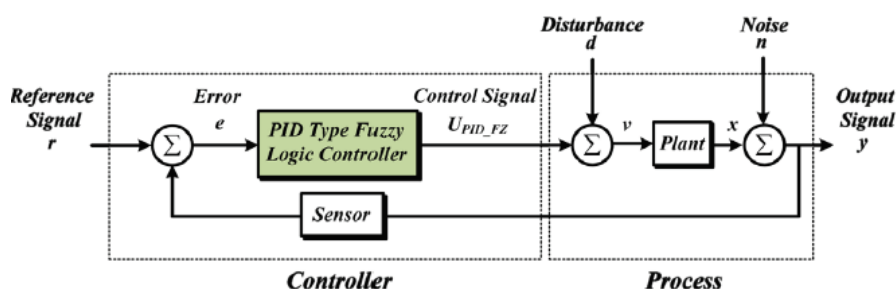 Disturbance
d
Noise
n
Reference
Signal
r
Error
e
Control Signal
U_PID_FZ
Output
Signal
y
PID Type Fuzzy
Logic Controller
Σ
Σ
v
Plant
x
Σ
Sensor
Controller
Process